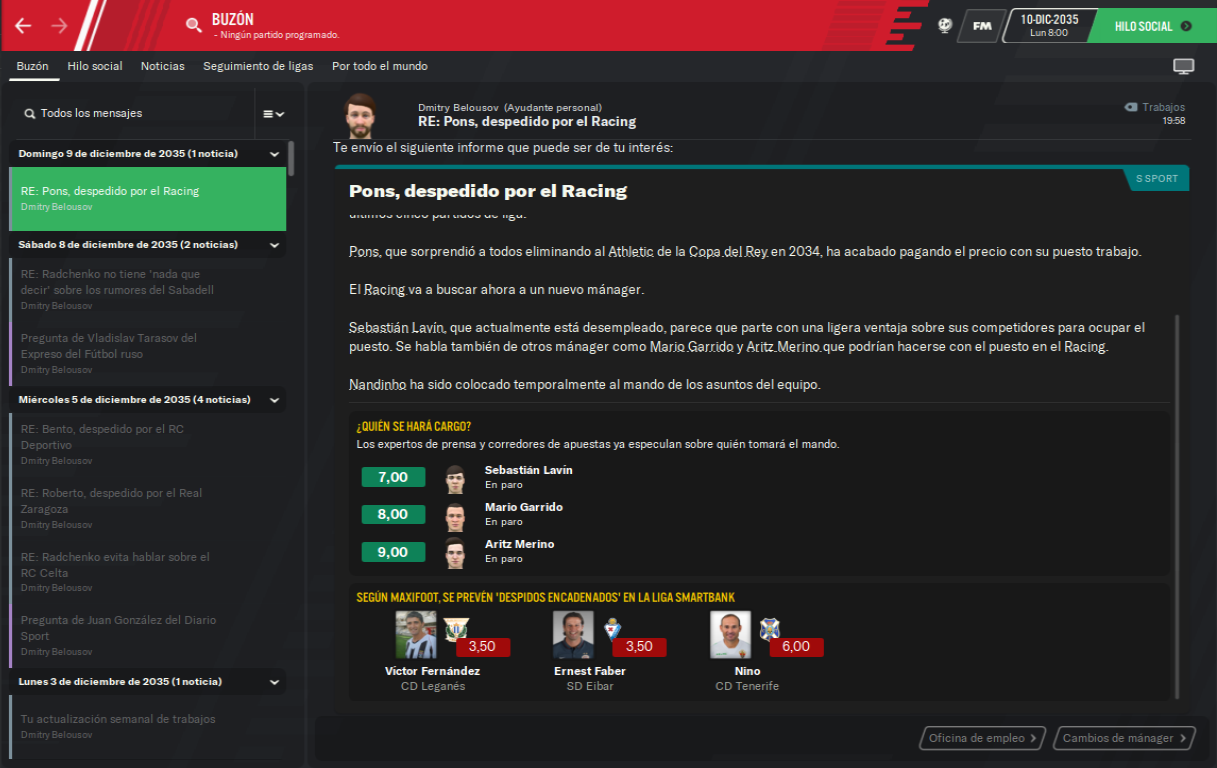 BUZÓN
- Ningún partido programado.
FM
10-DIC-2035
Lun 8:00
HILO SOCIAL
Buzón
Hilo social
Noticias
Seguimiento de ligas
Por todo el mundo
Todos los mensajes
Domingo 9 de diciembre de 2035 (1 noticia)
RE: Pons, despedido por el Racing
Dmitry Belousov
Sábado 8 de diciembre de 2035 (2 noticias)
RE: Radchenko no tiene 'nada que
decir' sobre los rumores del Sabadell
Dmitry Belousov
Pregunta de Vladislav Tarasov del
Expreso del Fútbol ruso
Dmitry Belousov
Miércoles 5 de diciembre de 2035 (4 noticias)
RE: Bento, despedido por el RC
Deportivo
Dmitry Belousov
RE: Roberto, despedido por el Real
Zaragoza
Dmitry Belousov
RE: Radchenko evita hablar sobre el
RC Celta
Dmitry Belousov
Pregunta de Juan González del Diario
Sport
Dmitry Belousov
Lunes 3 de diciembre de 2035 (1 noticia)
Tu actualización semanal de trabajos
Dmitry Belousov
Dmitry Belousov (Ayudante personal)
RE: Pons, despedido por el Racing
Trabajos
19:58
Te envío el siguiente informe que puede ser de tu interés:
S SPORT
Pons, despedido por el Racing
últimos cinco partidos de liga.
Pons, que sorprendió a todos eliminando al Athletic de la Copa del Rey en 2034, ha acabado pagando el precio con su puesto trabajo.
El Racing va a buscar ahora a un nuevo mánager.
Sebastián Lavín, que actualmente está desempleado, parece que parte con una ligera ventaja sobre sus competidores para ocupar el
puesto. Se habla también de otros mánager como Mario Garrido y Aritz Merino que podrían hacerse con el puesto en el Racing.
Nandinho ha sido colocado temporalmente al mando de los asuntos del equipo.
¿QUIÉN SE HARÁ CARGO?
Los expertos de prensa y corredores de apuestas ya especulan sobre quién tomará el mando.
7,00
Sebastián Lavín
En paro
8,00
Mario Garrido
En paro
9,00
Aritz Merino
En paro
SEGÚN MAXIFOOT, SE PREVÉN 'DESPIDOS ENCADENADOS' EN LA LIGA SMARTBANK
3,50
Víctor Fernández
CD Leganés
3,50
Ernest Faber
SD Eibar
6,00
Nino
CD Tenerife
Oficina de empleo
Cambios de mánager